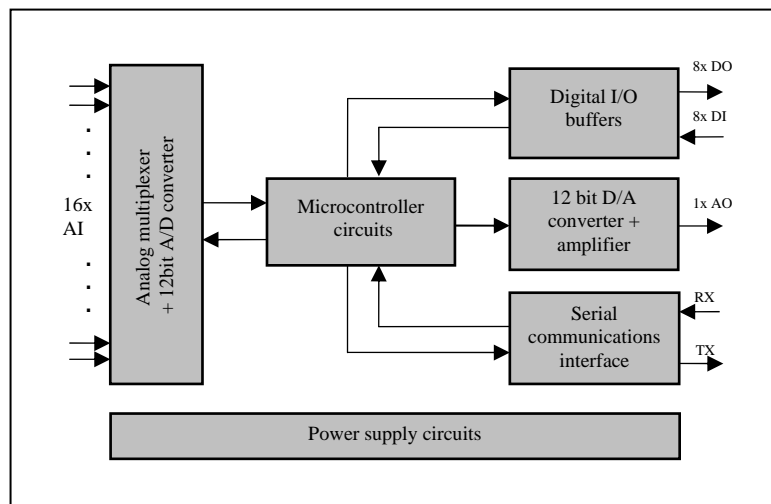 16x
AI
Analog multiplexer
+ 12bit A/D converter
Microcontroller
circuits
Digital I/O
buffers
8x DO
8x DI
12 bit D/A
converter +
amplifier
1x AO
Serial
communications
interface
RX
TX
Power supply circuits